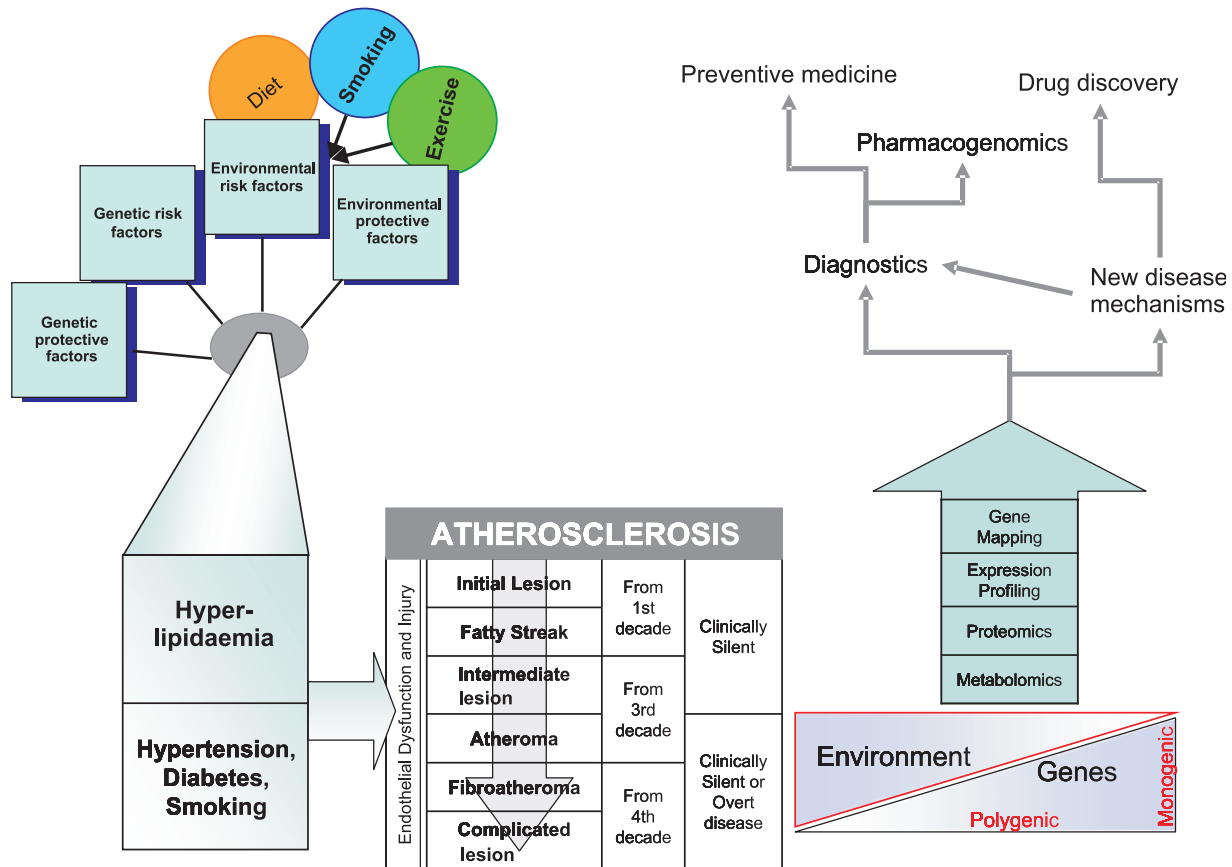 Diet
Smoking
Exercise
Environmental
risk factors
Genetic risk
factors
Environmental
protective
factors
Genetic
protective
factors
Hyper-
lipidaemia
Hypertension,
Diabetes,
Smoking
ATHEROSCLEROSIS
Endothelial Dysfunction and Injury
Initial Lesion
Fatty Streak
Intermediate
lesion
Atheroma
Fibroatheroma
Complicated
lesion
From
1st
decade
From
3rd
decade
From
4th
decade
Clinically
Silent
Clinically
Silent or
Overt
disease
Preventive medicine
Drug discovery
Pharmacogenomics
Diagnostics
New disease
mechanisms
Gene
Mapping
Expression
Profiling
Proteomics
Metabolomics
Environment
Genes
Polygenic
Monogenic